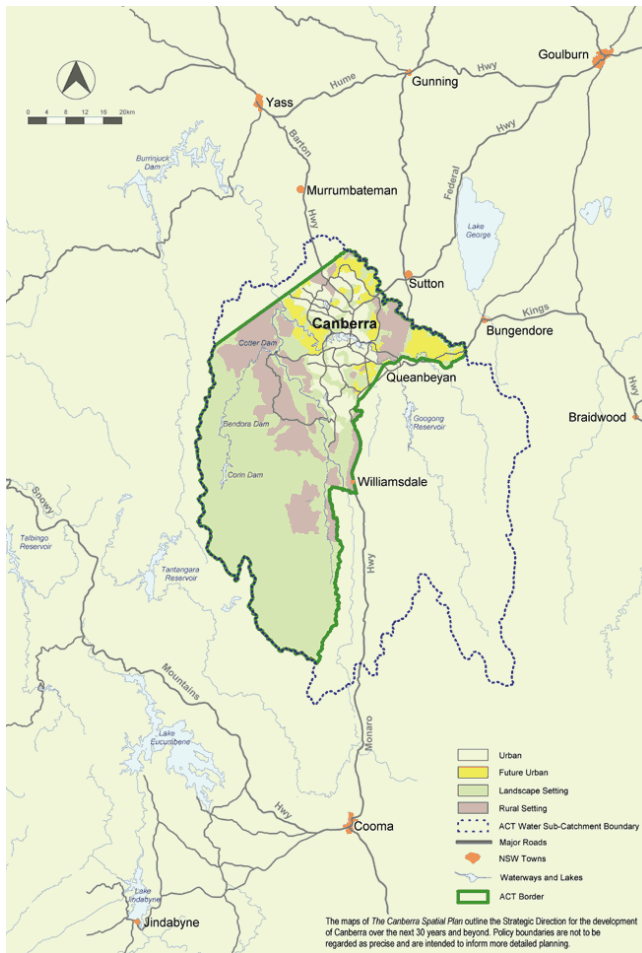 Goulburn
Hume
Hwy
Gunning
Yass
0 4 8 12 16 20km
Barton
Hwy
Burrinjuck
Dam
Murrumbateman
Federal
Hwy
Lake
George
Sutton
Canberra
Kings
Bungendore
Cotter Dam
Queanbeyan
Hwy
Googong
Reservoir
Braidwood
Bendora Dam
Corin Dam
Williamsdale
Snowy
Talbingo
Reservoir
Tantangara
Reservoir
Hwy
Mountains
Lake
Eucumbene
Monaro
Hwy
Cooma
Lake
Jindabyne
Jindabyne
Urban
Future Urban
Landscape Setting
Rural Setting
ACT Water Sub-Catchment Boundary
Major Roads
NSW Towns
Waterways and Lakes
ACT Border
The maps of The Canberra Spatial Plan outline the Strategic Direction for the development
of Canberra over the next 30 years and beyond. Policy boundaries are not to be
regarded as precise and are intended to inform more detailed planning.